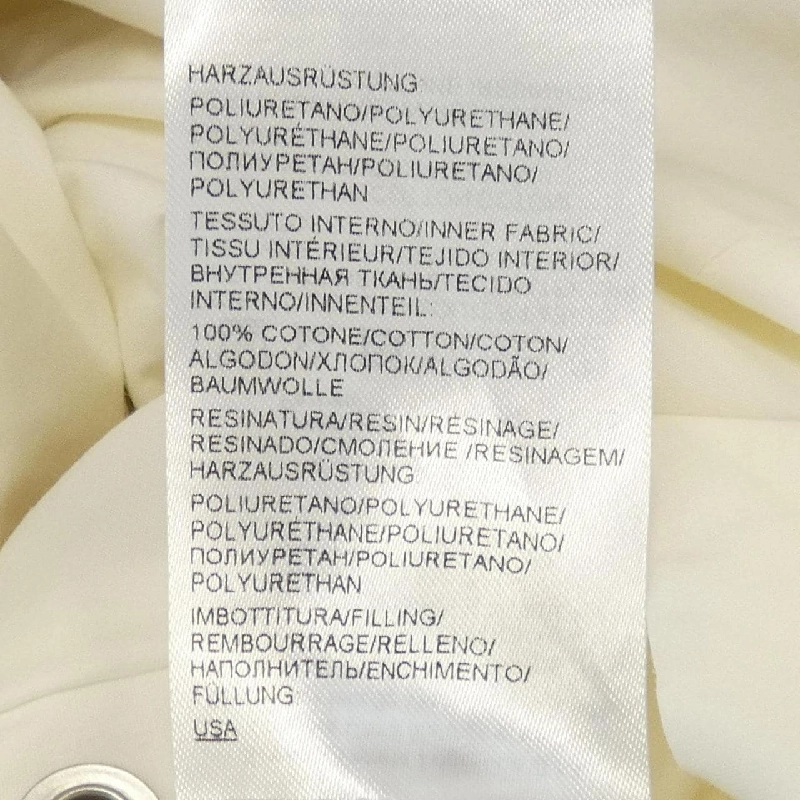 HARZAUSRÜSTUNG
POLIURETANO/POLYURETHANE/
POLYURÉTHANE/POLIURETANO/
ПОЛИУРЕТАН/POLIURETANO/
POLYURETHAN
TESSUTO INTERNO/INNER FABRIC/
TISSU INTÉRIEUR/TEJIDO INTERIOR/
ВНУТРЕННАЯ ТКАНЬ/TECIDO
INTERNO/INNENTEIL:
100% COTONE/COTTON/COTON/
ALGODON/ХЛОПОК/ALGODÃO/
BAUMWOLLE
RESINATURA/RESIN/RÉSINAGE/
RESINADO/СМОЛЕНИЕ /RESINAGEM/
HARZAUSRÜSTUNG
POLIURETANO/POLYURETHANE/
POLYURÉTHANE/POLIURETANO/
ПОЛИУРЕТАН/POLIURETANO/
POLYURETHAN
IMBOTTITURA/FILLING/
REMBOURRAGE/RELLENO/
НАПОЛНИТЕЛЬ/ENCHIMENTO/
FÜLLUNG
USA